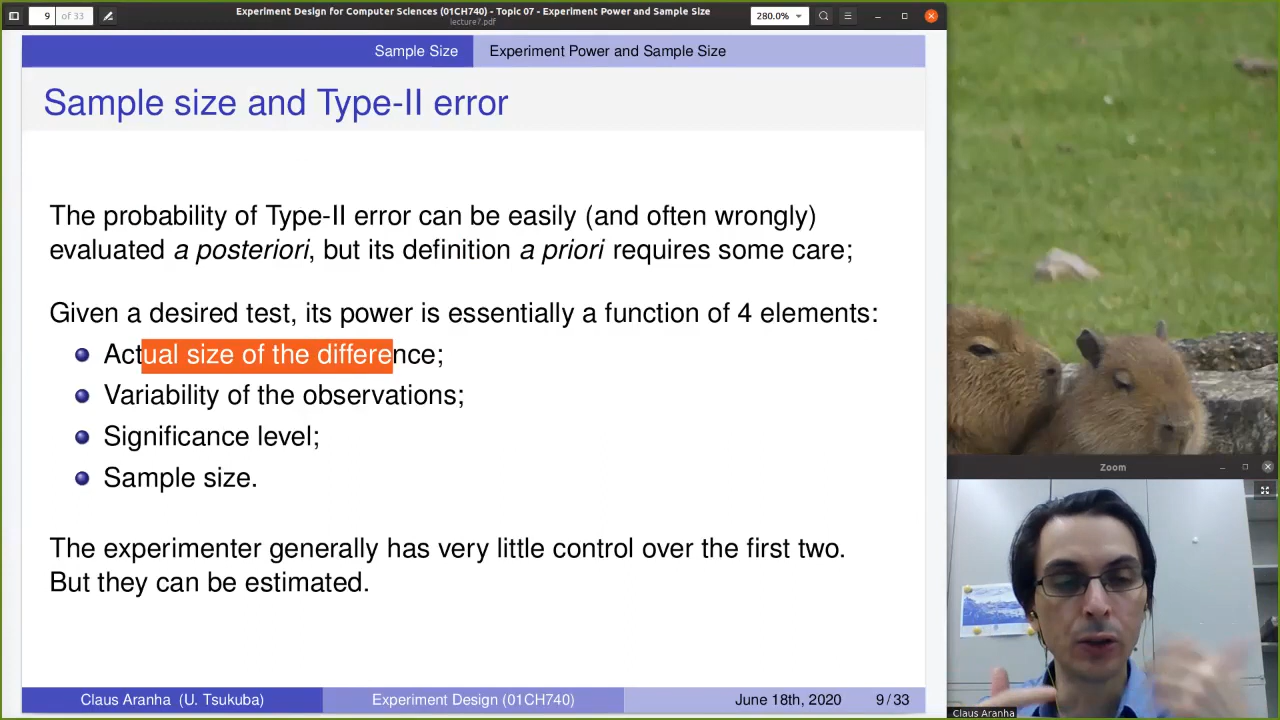 9 of 33
Experiment Design for Computer Sciences (01CH740) - Topic 07 - Experiment Power and Sample Size
lecture7.pdf
280.0%
Sample Size
Experiment Power and Sample Size
Sample size and Type-II error
The probability of Type-II error can be easily (and often wrongly)
evaluated a posteriori, but its definition a priori requires some care;
Given a desired test, its power is essentially a function of 4 elements:
Actual size of the difference;
Variability of the observations;
Significance level;
Sample size.
The experimenter generally has very little control over the first two.
But they can be estimated.
Claus Aranha (U. Tsukuba)
Experiment Design (01CH740)
June 18th, 2020
9 / 33
Zoom
Claus Aranha